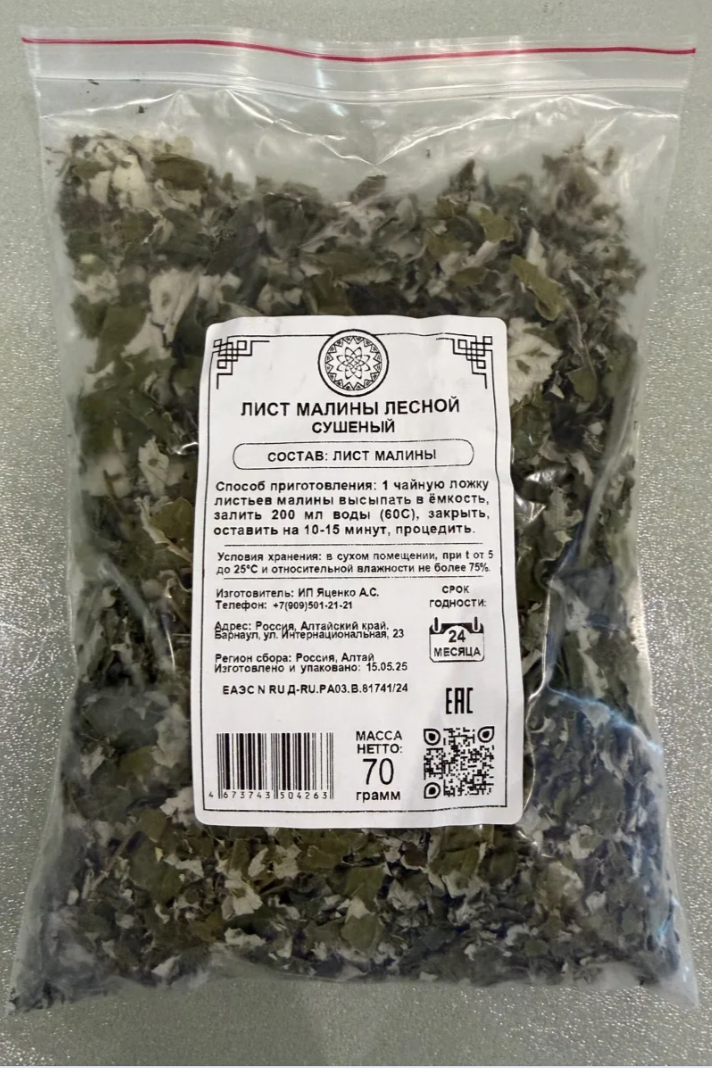 ЛИСТ МАЛИНЫ ЛЕСНОЙ
СУШЕНЫЙ
СОСТАВ: ЛИСТ МАЛИНЫ
Способ приготовления: 1 чайную ложку
листьев малины высыпать в ёмкость,
залить 200 мл воды (60С), закрыть,
оставить на 10-15 минут, процедить.
Условия хранения: в сухом помещении, при t от 5
до 25°С и относительной влажности не более 75%.
Изготовитель: ИП Яценко А.С.
Телефон: +7(909)501-21-21
Адрес: Россия, Алтайский край.
Барнаул, ул. Интернациональная, 23
Регион сбора: Россия, Алтай
Изготовлено и упаковано: 15.05.25
ЕАЭС N RU Д-RU.РА03.В.81741/24
СРОК
ГОДНОСТИ:
24
МЕСЯЦА
ЕАС
4 673743 504263
МАССА
НЕТТО:
70
грамм